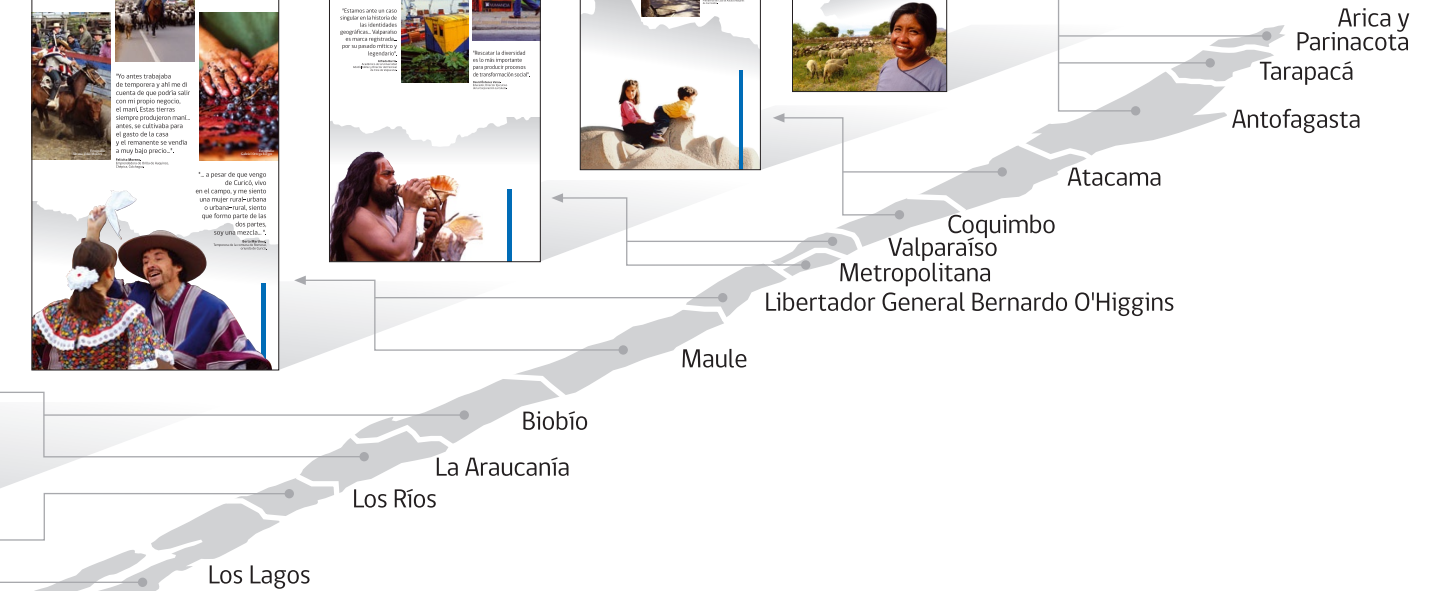 "Yo antes trabajaba
de temporera y ahí me di
cuenta de que podría salir
con mi propio negocio,
el maní. Estas tierras
siempre produjeron maní...
antes, se cultivaba para
el gasto de la casa
y el remanente se vendía
a muy bajo precio...".
"... a pesar de que vengo
de Curicó, vivo
en el campo, y me siento
una mujer rural-urbana
o urbana-rural, siento
que formo parte de las
dos partes,
soy una mezcla... ".
"Estamos ante un caso
singular en la historia de
las identidades
geográficas... Valparaíso
es marca registrada...
por su pasado mítico y
legendario".
"Rescatar la diversidad
es lo más importante
para producir procesos
de transformación social".
Arica y
Parinacota
Tarapacá
Antofagasta
Atacama
Coquimbo
Valparaíso
Metropolitana
Libertador General Bernardo O'Higgins
Maule
Biobío
La Araucanía
Los Ríos
Los Lagos